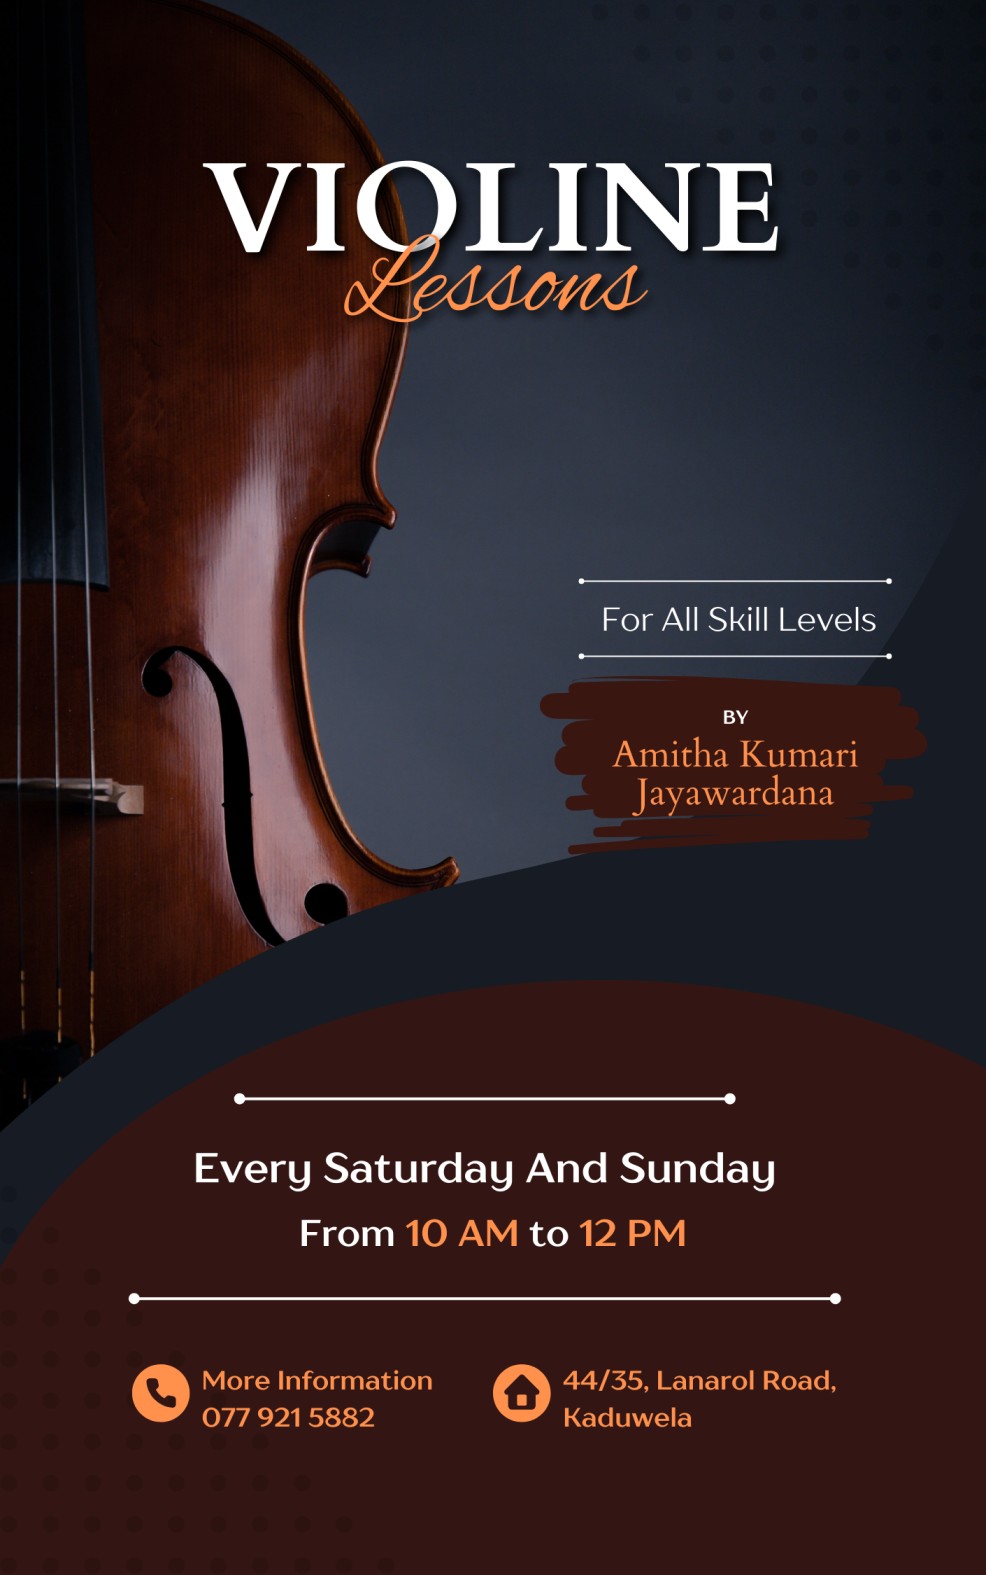 VIOLINE
Lessons
For All Skill Levels
BY
Amitha Kumari
Jayawardana
Every Saturday And Sunday
From 10 AM to 12 PM
More Information
077 921 5882
44/35, Lanarol Road,
Kaduwela